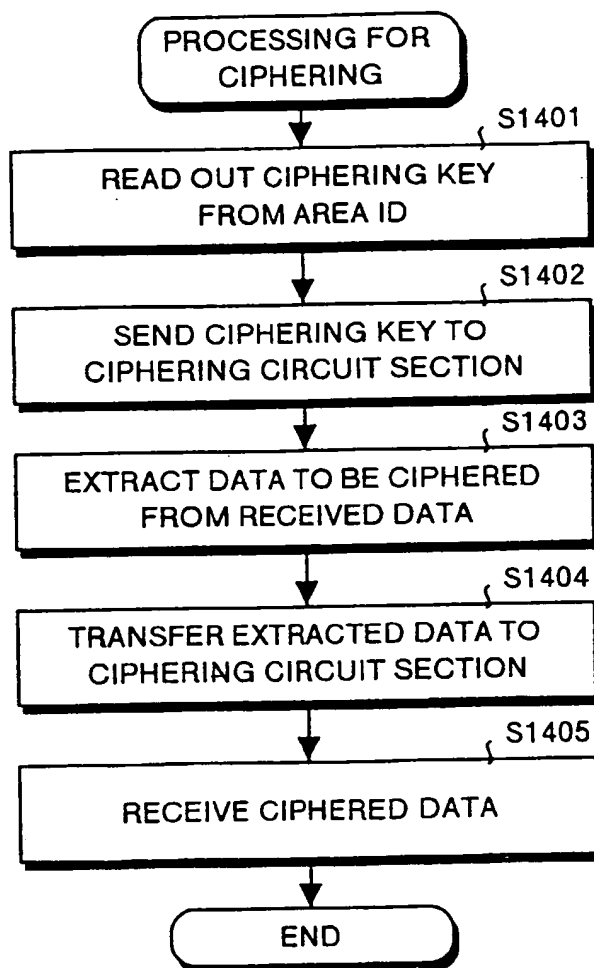 PROCESSING FOR
CIPHERING
S1401
READ OUT CIPHERING KEY
FROM AREA ID
S1402
SEND CIPHERING KEY TO
CIPHERING CIRCUIT SECTION
S1403
EXTRACT DATA TO BE CIPHERED
FROM RECEIVED DATA
S1404
TRANSFER EXTRACTED DATA TO
CIPHERING CIRCUIT SECTION
S1405
RECEIVE CIPHERED DATA
END